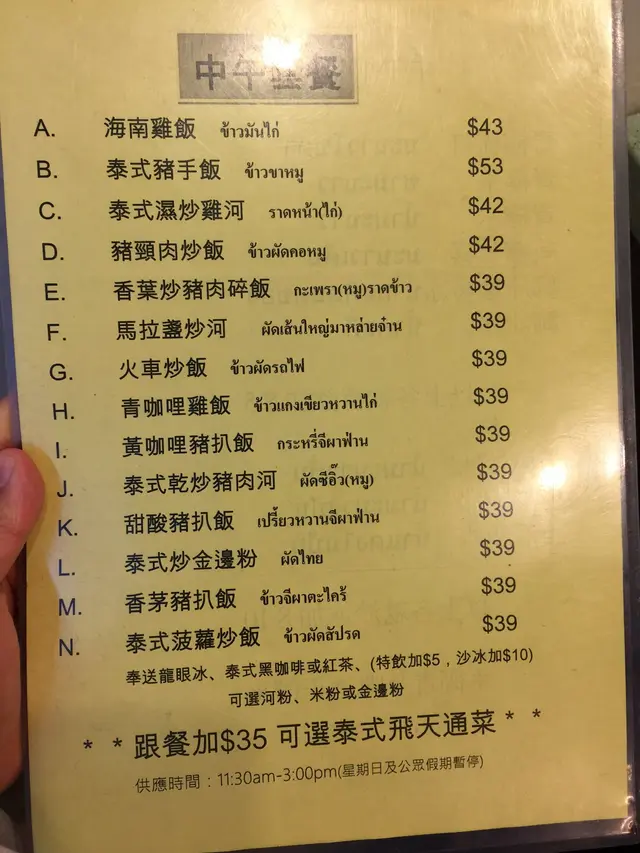 中午套餐
A. 海南雞飯 ข้าวมันไก่ $43
B. 泰式豬手飯 ข้าวขาหมู $53
C. 泰式濕炒雞河 ราดหน้า(ไก่) $42
D. 豬頸肉炒飯 ข้าวผัดคอหมู $42
E. 香葉炒豬肉碎飯 กะเพรา(หมู)ราดข้าว $39
F. 馬拉盞炒河 ผัดเส้นใหญ่มาหล่ายจ๋าน $39
G. 火車炒飯 ข้าวผัดรถไฟ $39
H. 青咖哩雞飯 ข้าวแกงเขียวหวานไก่ $39
I. 黃咖哩豬扒飯 กระหรี่จีผาฟ่าน $39
J. 泰式乾炒豬肉河 ผัดซีอิ๊ว(หมู) $39
K. 甜酸豬扒飯 เปรี้ยวหวานจีผาฟ่าน $39
L. 泰式炒金邊粉 ผัดไทย $39
M. 香茅豬扒飯 ข้าวจีผาตะไคร้ $39
N. 泰式菠蘿炒飯 ข้าวผัดสัปรด $39
奉送龍眼冰、泰式黑咖啡或紅茶、(特飲加$5，沙冰加$10)
可選河粉、米粉或金邊粉
* * 跟餐加$35 可選泰式飛天通菜 * *
供應時間：11:30am-3:00pm(星期日及公眾假期暫停)